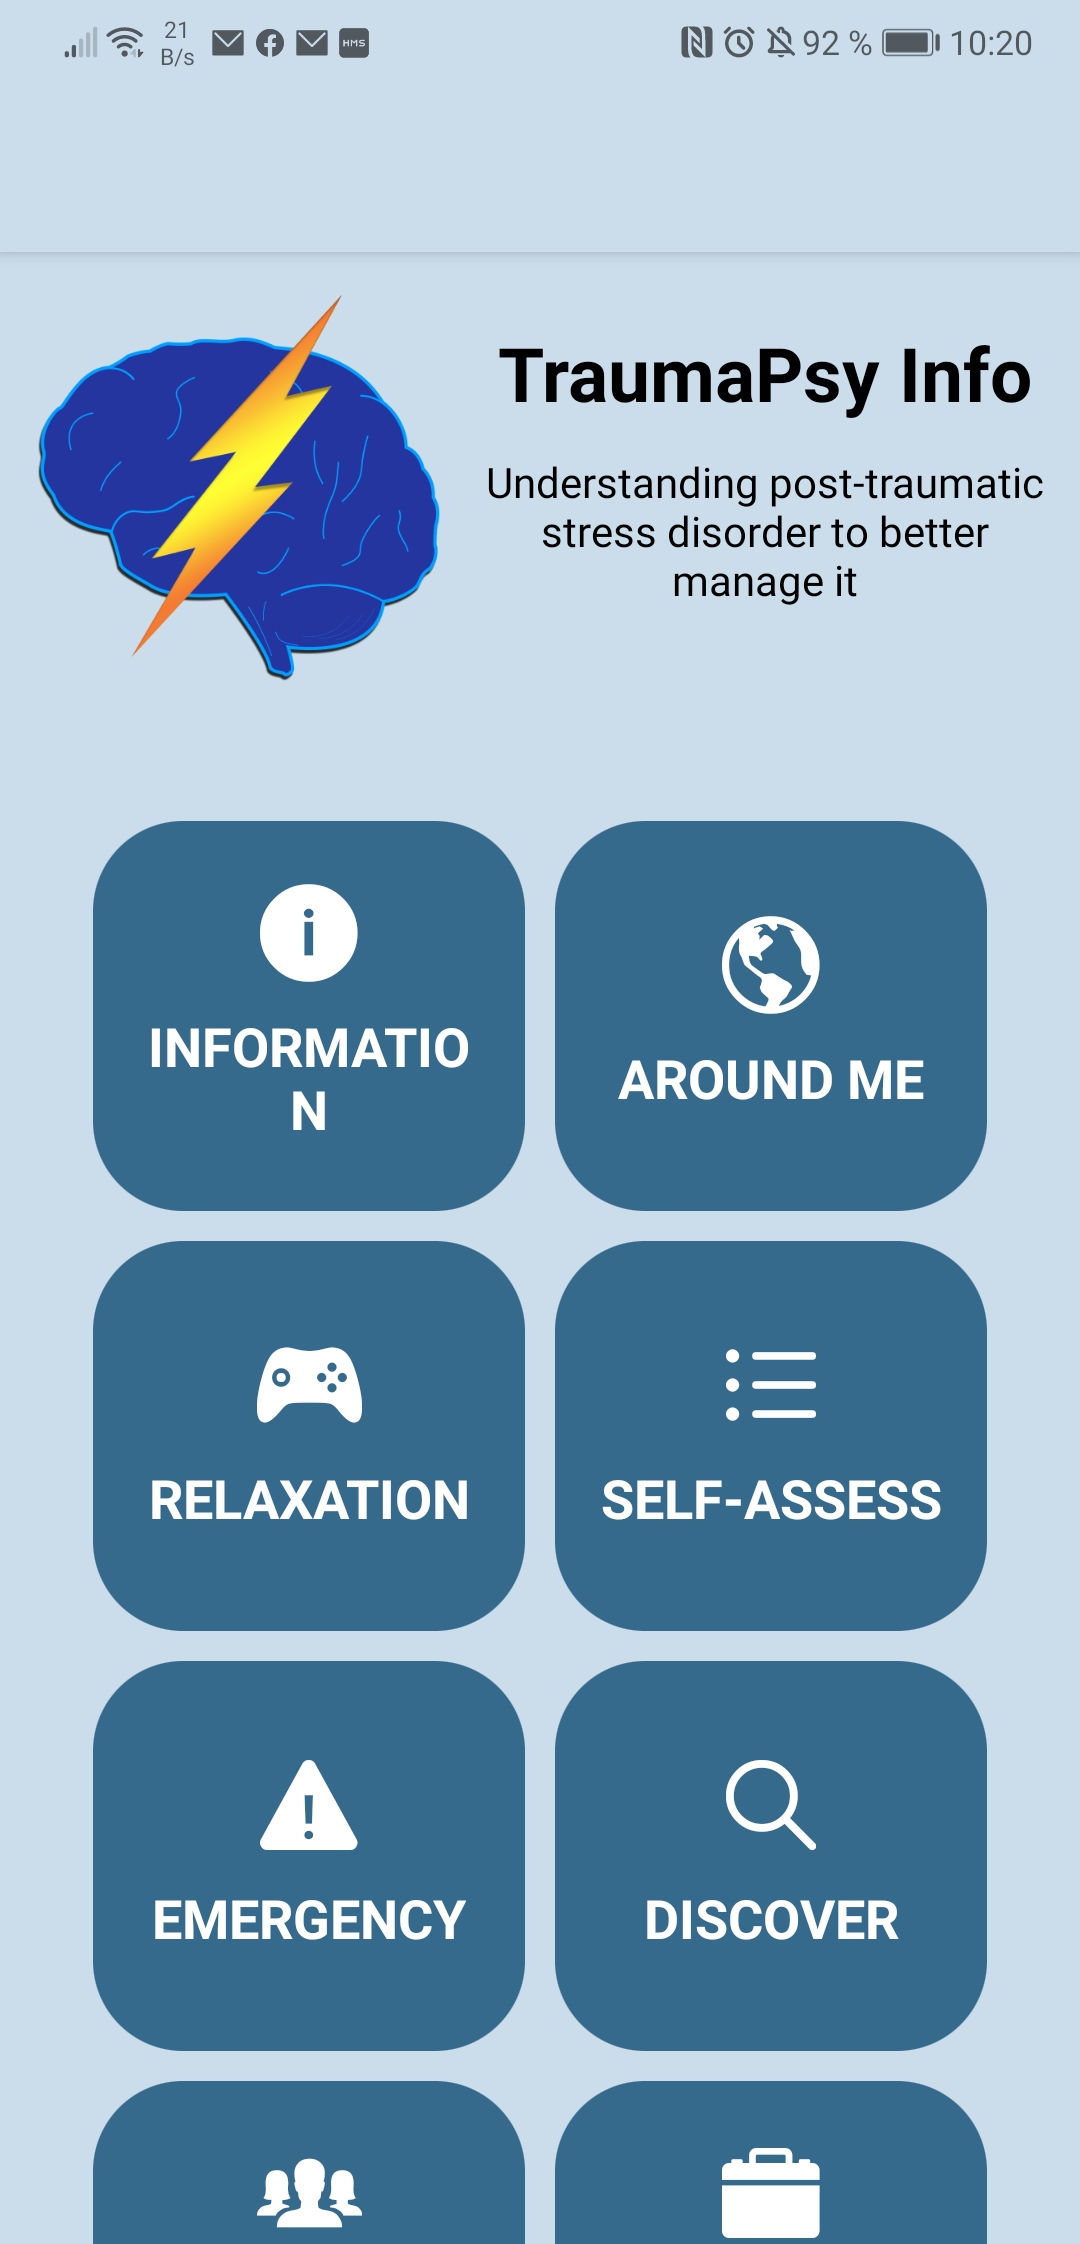 21
B/s
HMS
92 %
10:20
TraumaPsy Info
Understanding post-traumatic
stress disorder to better
manage it
INFORMATIO
N
AROUND ME
RELAXATION
SELF-ASSESS
EMERGENCY
DISCOVER